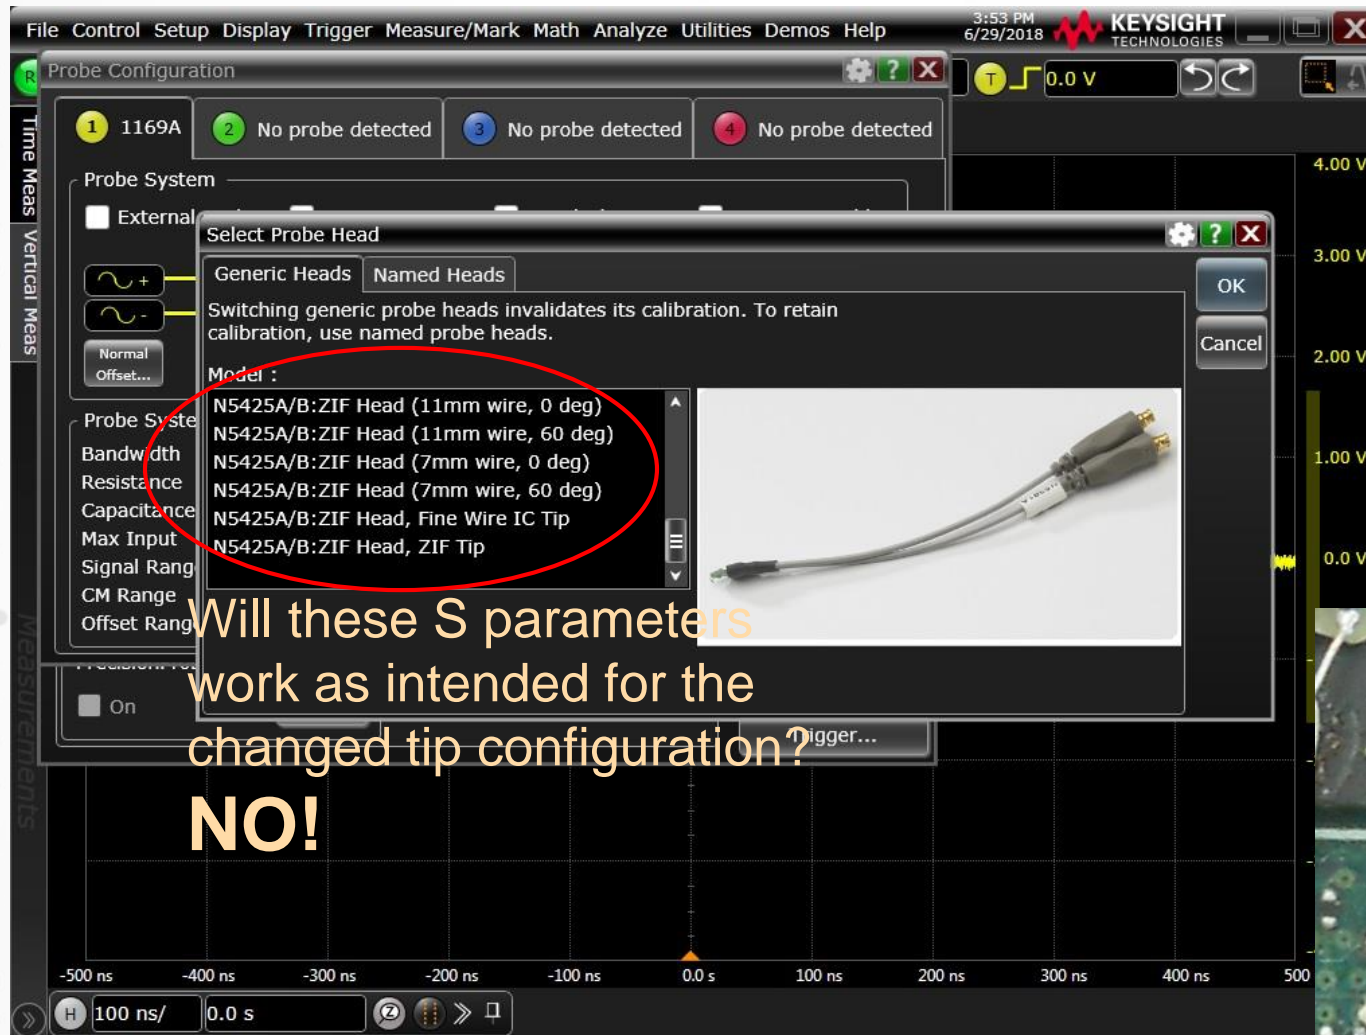 File Control Setup Display Trigger Measure/Mark Math Analyze Utilities Demos Help
3:53 PM
6/29/2018
KEYSIGHT
TECHNOLOGIES
Probe Configuration
T 0.0 V
1 1169A
2 No probe detected
3 No probe detected
4 No probe detected
Time Meas
Vertical Meas
Measurements
Probe System
External
Normal
Offset...
Probe Syste
Bandwidth
Resistance
Capacitance
Max Input
Signal Rang
CM Range
Offset Rang
On
Trigger...
Select Probe Head
Generic Heads
Named Heads
Switching generic probe heads invalidates its calibration. To retain
calibration, use named probe heads.
OK
Cancel
Model :
N5425A/B:ZIF Head (11mm wire, 0 deg)
N5425A/B:ZIF Head (11mm wire, 60 deg)
N5425A/B:ZIF Head (7mm wire, 0 deg)
N5425A/B:ZIF Head (7mm wire, 60 deg)
N5425A/B:ZIF Head, Fine Wire IC Tip
N5425A/B:ZIF Head, ZIF Tip
Will these S parameters
work as intended for the
changed tip configuration?
NO!
4.00 V
3.00 V
2.00 V
1.00 V
0.0 V
-500 ns -400 ns -300 ns -200 ns -100 ns 0.0 s 100 ns 200 ns 300 ns 400 ns 500
H 100 ns/ 0.0 s Z